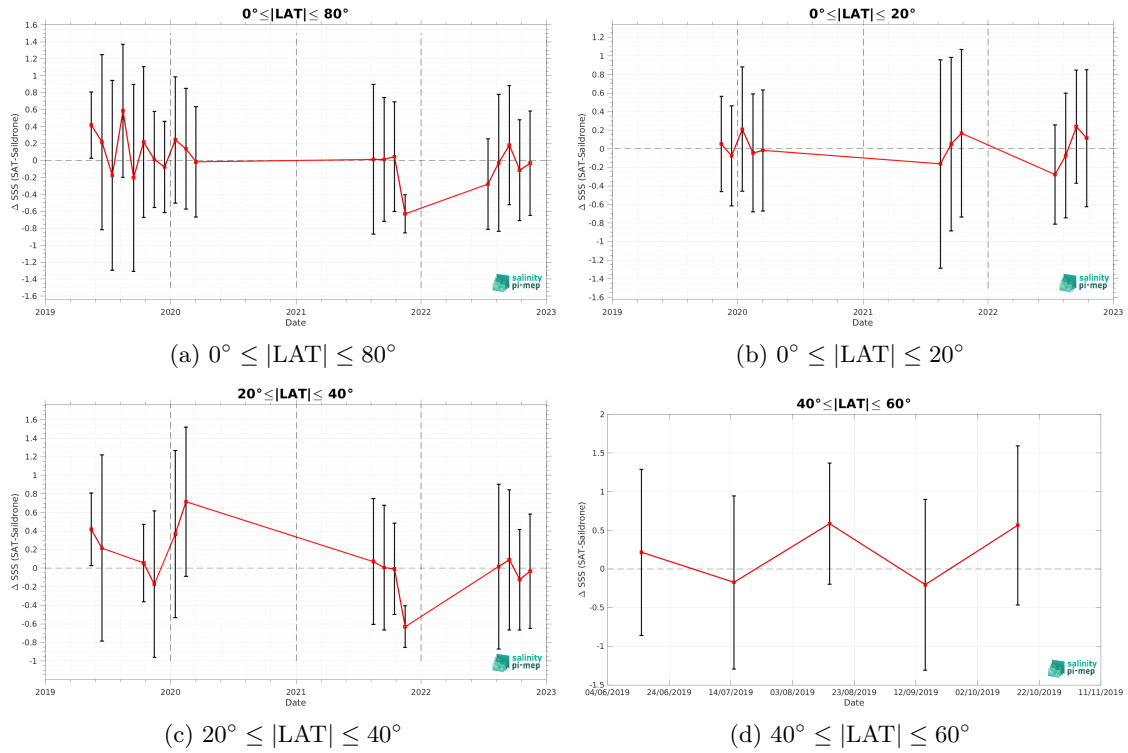 0°≤|LAT|≤ 80°
1.6
1.4
1.2
1
0.8
0.6
0.4
0.2
0
-0.2
-0.4
-0.6
-0.8
-1
-1.2
-1.4
-1.6
Δ SSS (SAT-Saildrone)
2019 2020 2021 2022 2023
Date
salinity
pi-mep
(a) 0° ≤ |LAT| ≤ 80°
0°≤|LAT|≤ 20°
1.2
1
0.8
0.6
0.4
0.2
0
-0.2
-0.4
-0.6
-0.8
-1
-1.2
-1.4
-1.6
Δ SSS (SAT-Saildrone)
2019 2020 2021 2022 2023
Date
salinity
pi-mep
(b) 0° ≤ |LAT| ≤ 20°
20°≤|LAT|≤ 40°
1.6
1.4
1.2
1
0.8
0.6
0.4
0.2
0
-0.2
-0.4
-0.6
-0.8
-1
Δ SSS (SAT-Saildrone)
2019 2020 2021 2022 2023
Date
salinity
pi-mep
(c) 20° ≤ |LAT| ≤ 40°
40°≤|LAT|≤ 60°
2
1.5
1
0.5
0
-0.5
-1
-1.5
Δ SSS (SAT-Saildrone)
04/06/2019 24/06/2019 14/07/2019 03/08/2019 23/08/2019 12/09/2019 02/10/2019 22/10/2019 11/11/2019
Date
salinity
pi-mep
(d) 40° ≤ |LAT| ≤ 60°